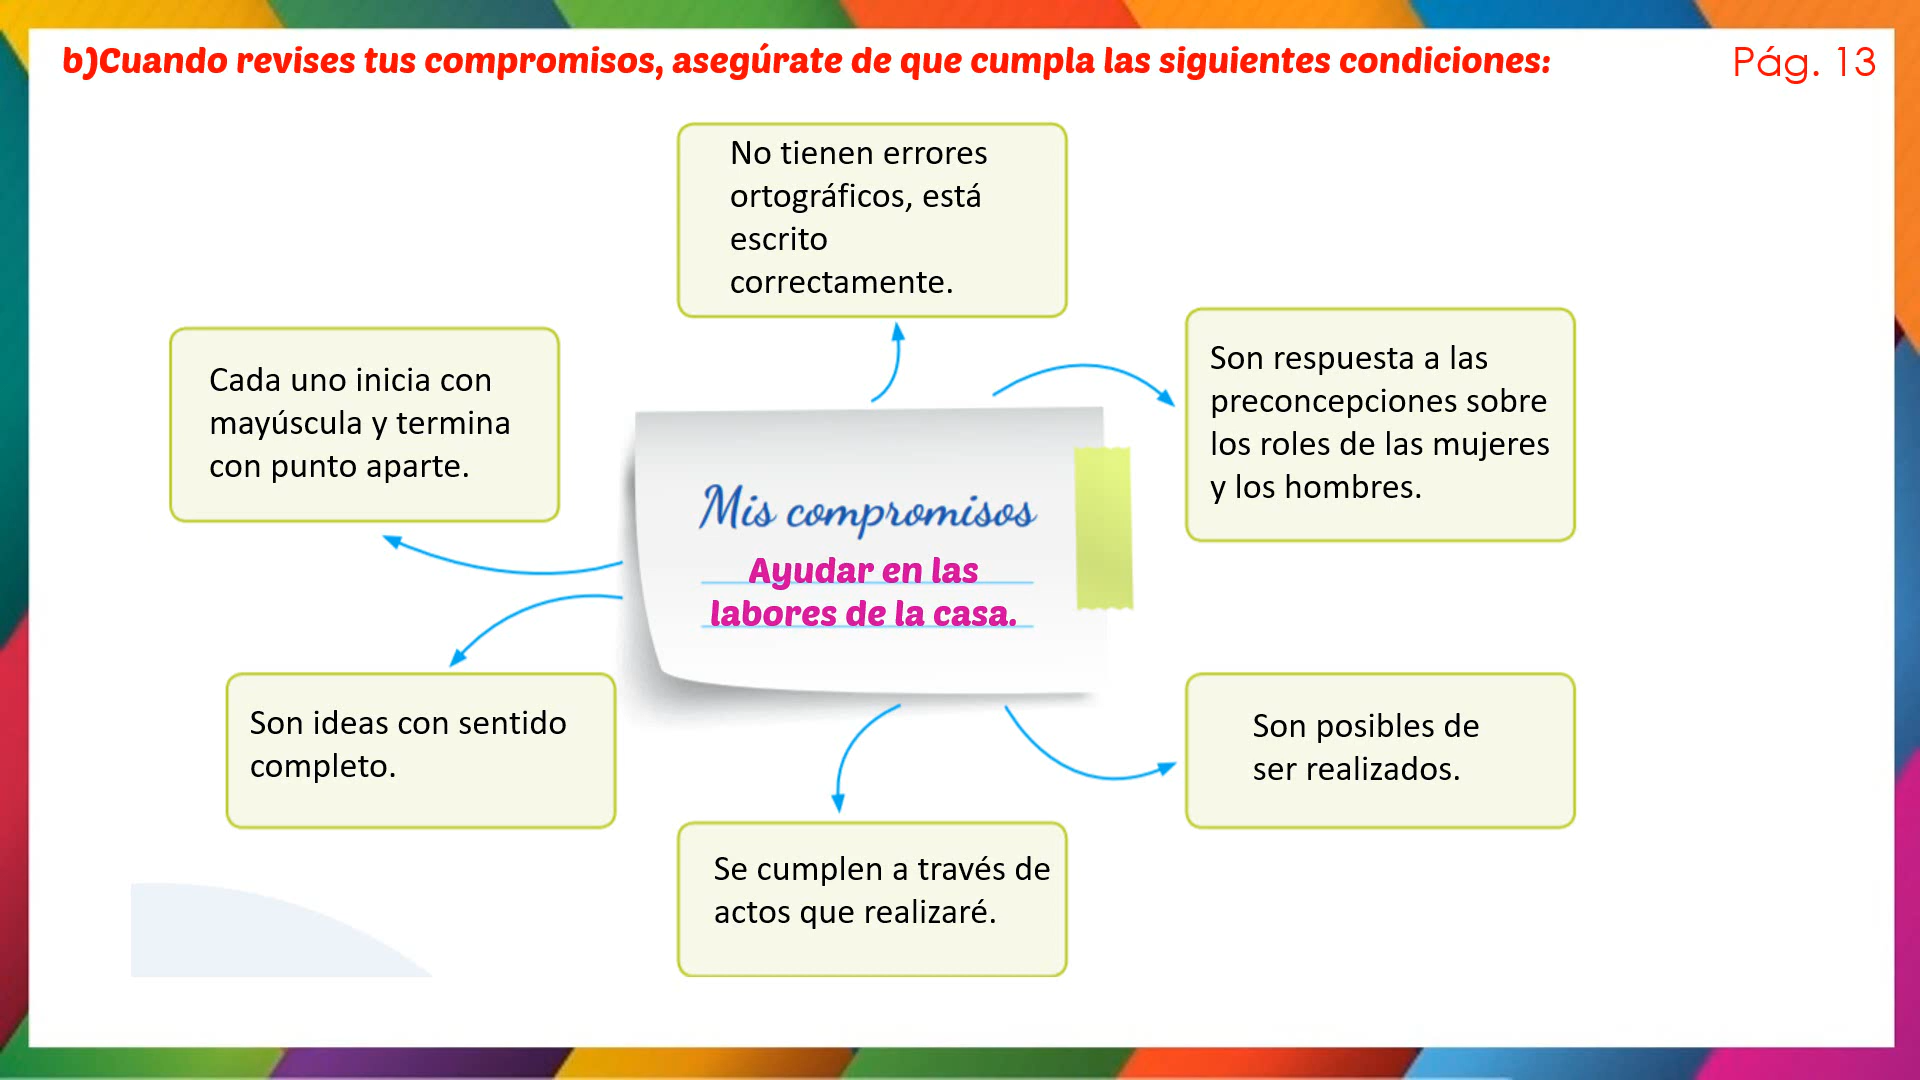 b)Cuando revises tus compromisos, asegúrate de que cumpla las siguientes condiciones:
Pág. 13
No tienen errores
ortográficos, está
escrito
correctamente.
Son respuesta a las
preconcepciones sobre
los roles de las mujeres
y los hombres.
Cada uno inicia con
mayúscula y termina
con punto aparte.
Mis compromisos
Ayudar en las
labores de la casa.
Son ideas con sentido
completo.
Son posibles de
ser realizados.
Se cumplen a través de
actos que realizaré.